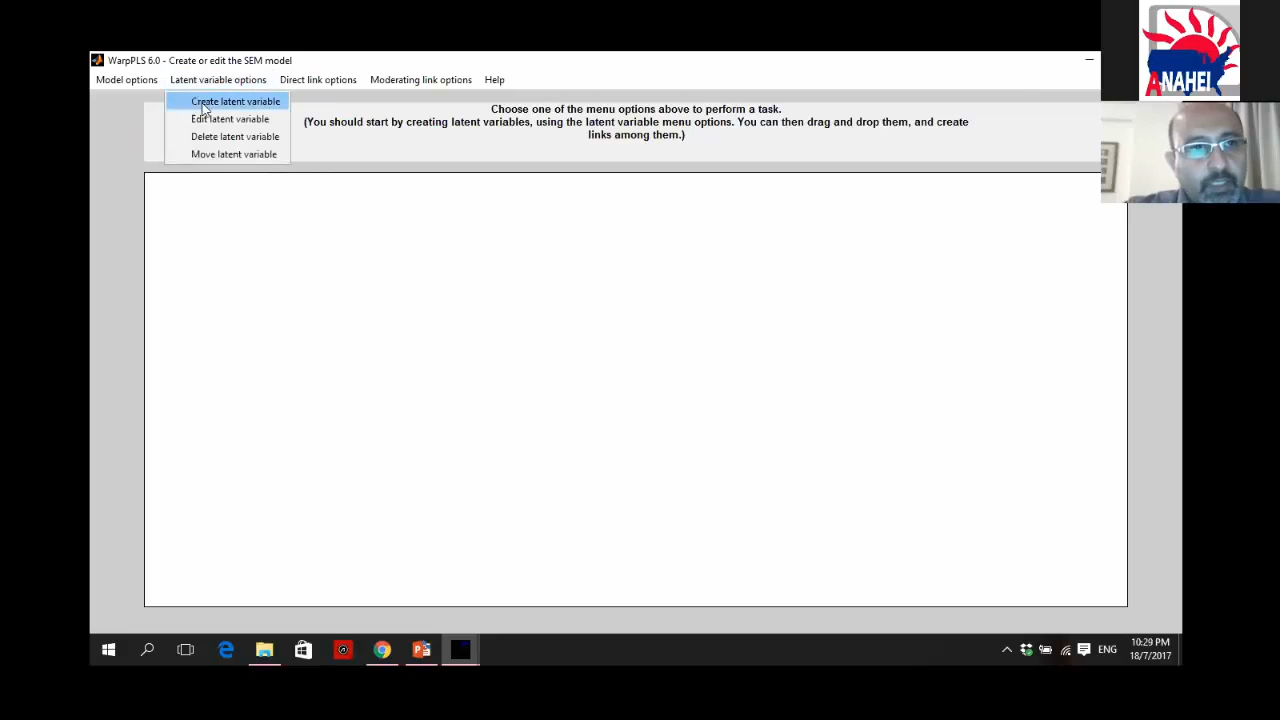 WarpPLS 6.0 - Create or edit the SEM model
Model options Latent variable options Direct link options Moderating link options Help
Create latent variable
Edit latent variable
Delete latent variable
Move latent variable
Choose one of the menu options above to perform a task.
(You should start by creating latent variables, using the latent variable menu options. You can then drag and drop them, and create
links among them.)
ANAHEI
ENG
10:29 PM
18/7/2017